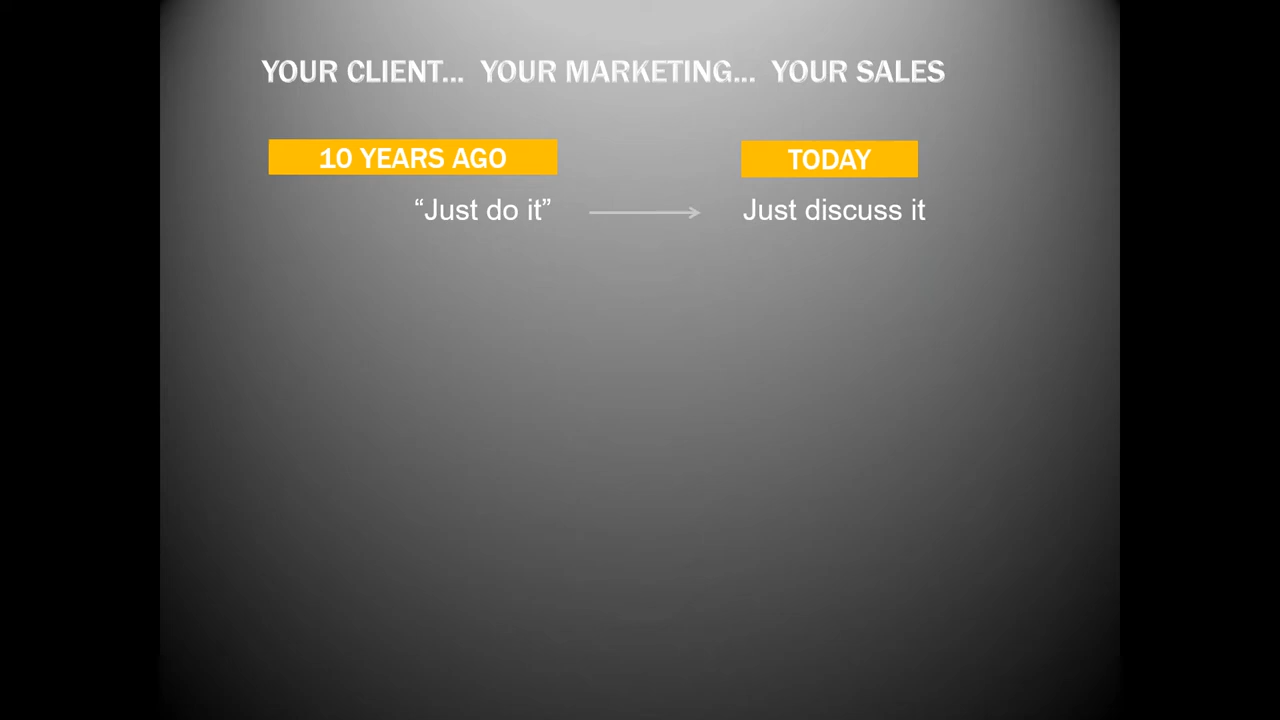 YOUR CLIENT... YOUR MARKETING... YOUR SALES
10 YEARS AGO
TODAY
“Just do it”
Just discuss it